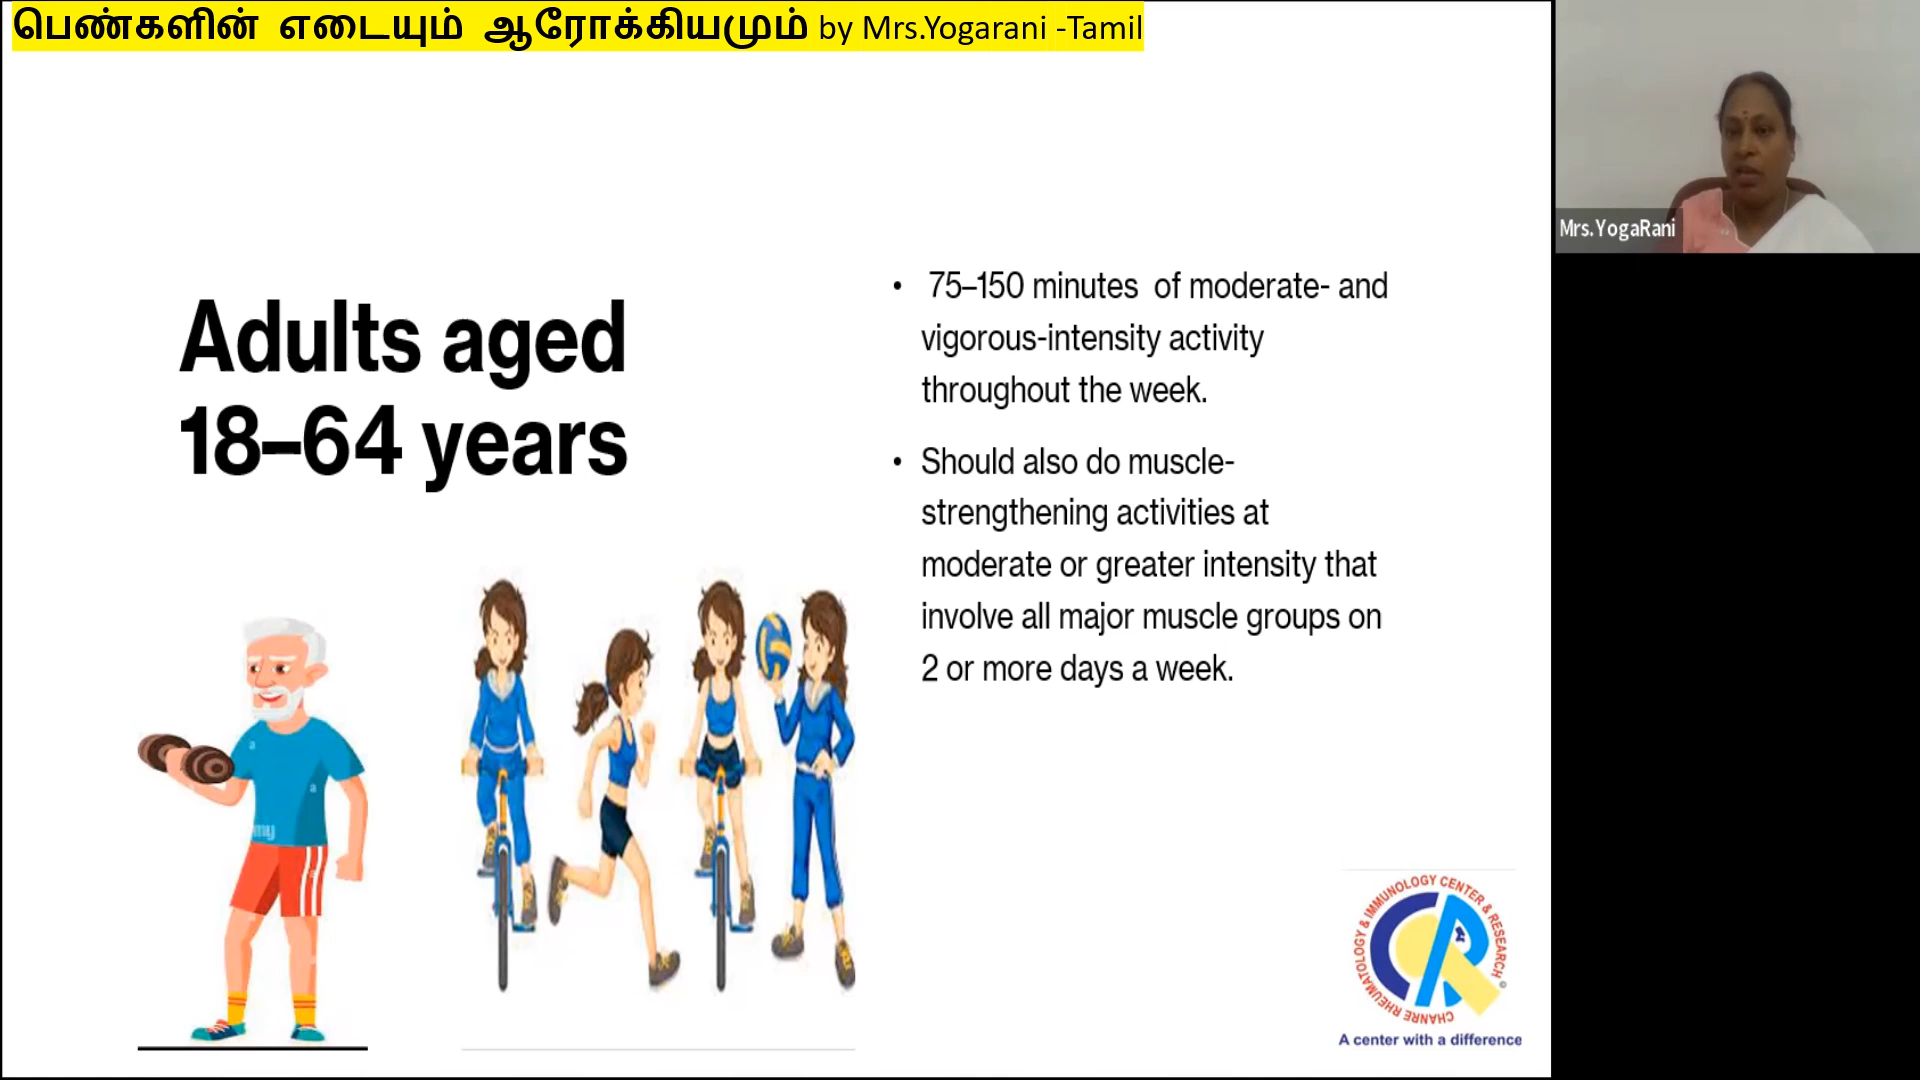 பெண்களின் எடையும் ஆரோக்கியமும் by Mrs.Yogarani -Tamil
Mrs.YogaRani
Adults aged
18–64 years
• 75–150 minutes of moderate- and
vigorous-intensity activity
throughout the week.
• Should also do muscle-
strengthening activities at
moderate or greater intensity that
involve all major muscle groups on
2 or more days a week.
a
a
my
a
CHANRE RHEUMATOLOGY & IMMUNOLOGY CENTER & RESEARCH
©
A center with a difference